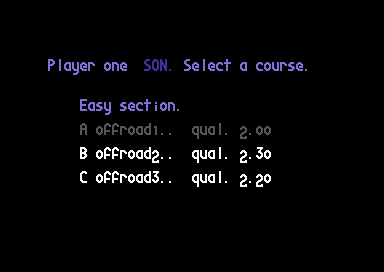 Player one SON. Select a course.
Easy section.
A offroad1.. qual. 2.00
B offroad2.. qual. 2.30
C offroad3.. qual. 2.20